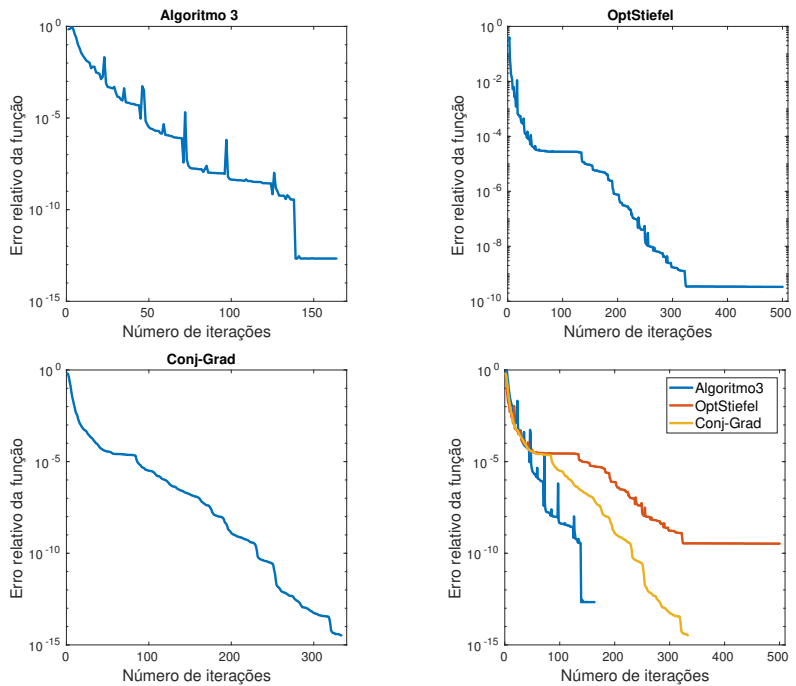 Algoritmo 3
10^0
10^-5
10^-10
10^-15
Erro relativo da função
0 50 100 150
Número de iterações
OptStiefel
10^0
10^-2
10^-4
10^-6
10^-8
10^-10
Erro relativo da função
0 100 200 300 400 500
Número de iterações
Conj-Grad
10^0
10^-5
10^-10
10^-15
Erro relativo da função
0 100 200 300
Número de iterações
Algoritmo3
OptStiefel
Conj-Grad
10^0
10^-5
10^-10
10^-15
Erro relativo da função
0 100 200 300 400 500
Número de iterações